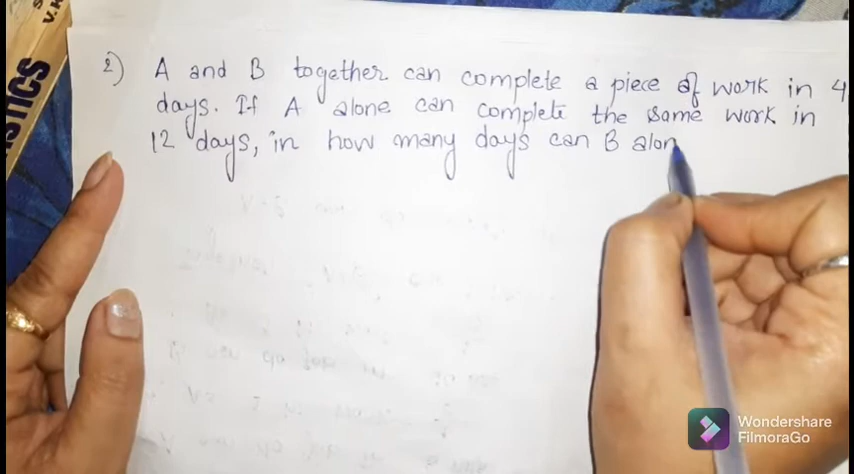 2) A and B together can complete a piece of work in 4
days. If A alone can complete the same work in
12 days, in how many days can B alon
Wondershare
FilmoraGo